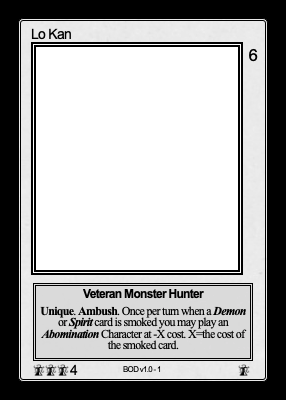 Lo Kan
6
Veteran Monster Hunter
Unique. Ambush. Once per turn when a Demon
or Spirit card is smoked you may play an
Abomination Character at -X cost. X=the cost of
the smoked card.
4
BOD v1.0 - 1